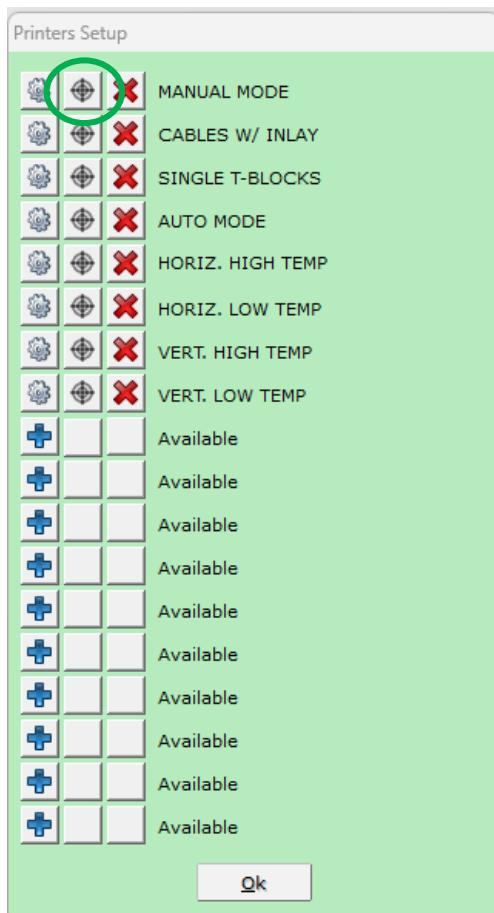 Printers Setup
MANUAL MODE
CABLES W/ INLAY
SINGLE T-BLOCKS
AUTO MODE
HORIZ. HIGH TEMP
HORIZ. LOW TEMP
VERT. HIGH TEMP
VERT. LOW TEMP
Available
Available
Available
Available
Available
Available
Available
Available
Available
Available
Ok